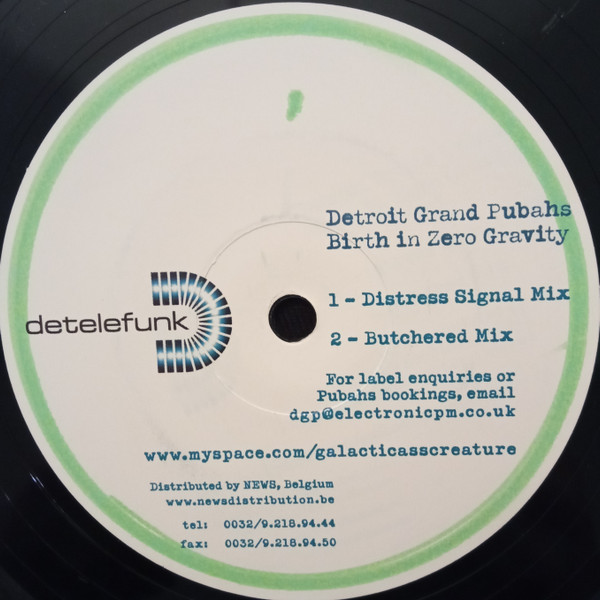 Detroit Grand Pubahs
Birth in Zero Gravity
1 - Distress Signal Mix
detelefunk
2 - Butchered Mix
For label enquiries or
Pubahs bookings, email
dgp@electronicpm.co.uk
www.myspace.com/galacticasscreature
Distributed by NEWS, Belgium
www.newsdistribution.be
tel: 0032/9.218.94.44
fax: 0032/9.218.94.50